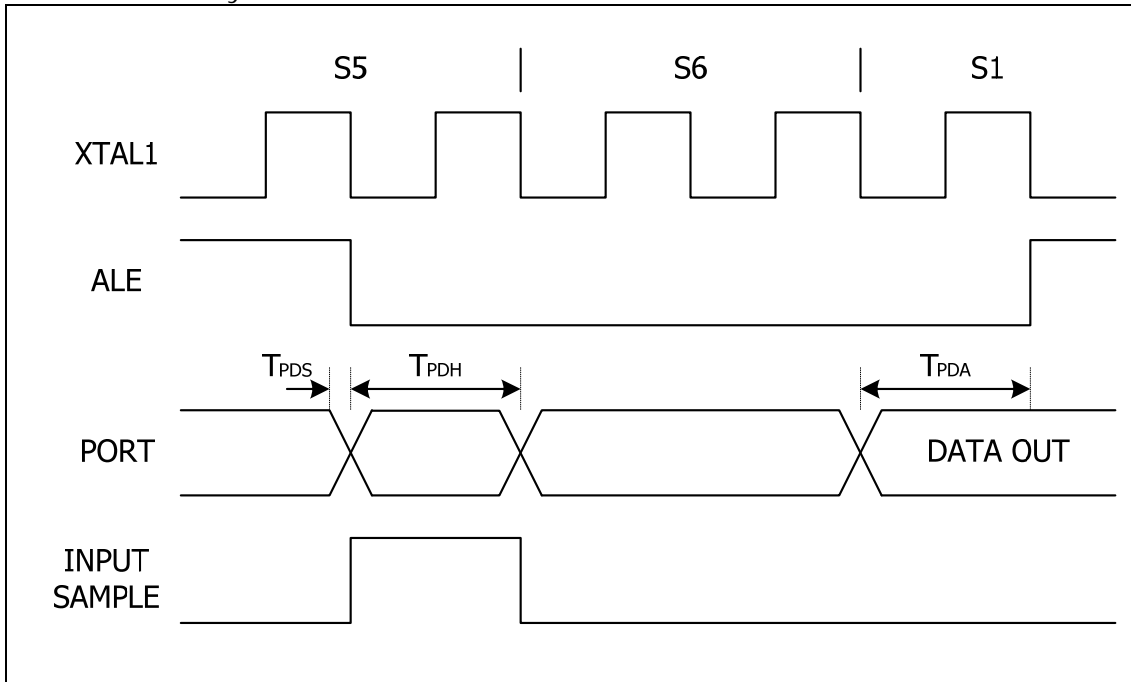 S5 | S6 | S1
XTAL1
ALE
TPDS TPDH TPDA
PORT DATA OUT
INPUT
SAMPLE